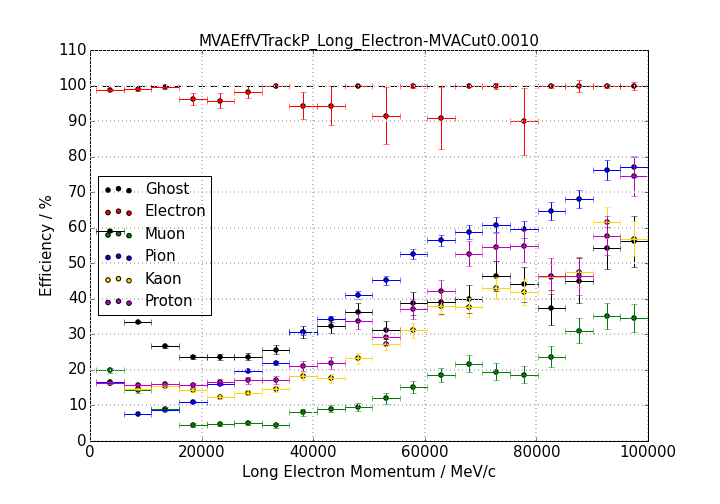 MVAEffVTrackP_Long_Electron-MVACut0.0010
110
100
90
80
70
60
50
40
30
20
10
0
Efficiency / %
Ghost
Electron
Muon
Pion
Kaon
Proton
0 20000 40000 60000 80000 100000
Long Electron Momentum / MeV/c